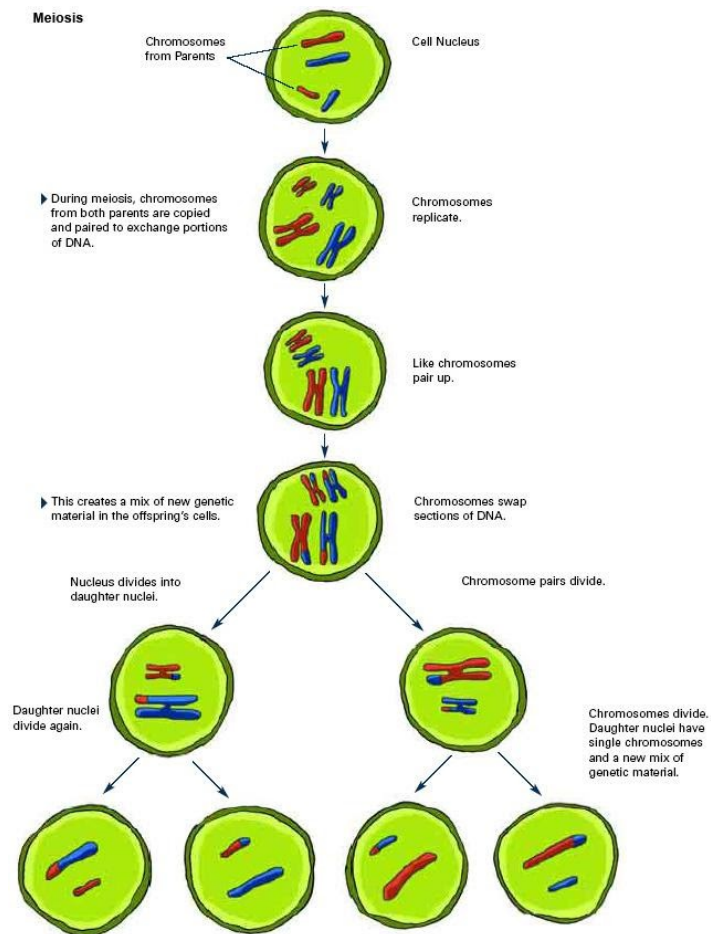 Meiosis
Chromosomes
from Parents
Cell Nucleus
During meiosis, chromosomes
from both parents are copied
and paired to exchange portions
of DNA.
Chromosomes
replicate.
Like chromosomes
pair up.
This creates a mix of new genetic
material in the offspring's cells.
Chromosomes swap
sections of DNA.
Nucleus divides into
daughter nuclei.
Chromosome pairs divide.
Daughter nuclei
divide again.
Chromosomes divide.
Daughter nuclei have
single chromosomes
and a new mix of
genetic material.